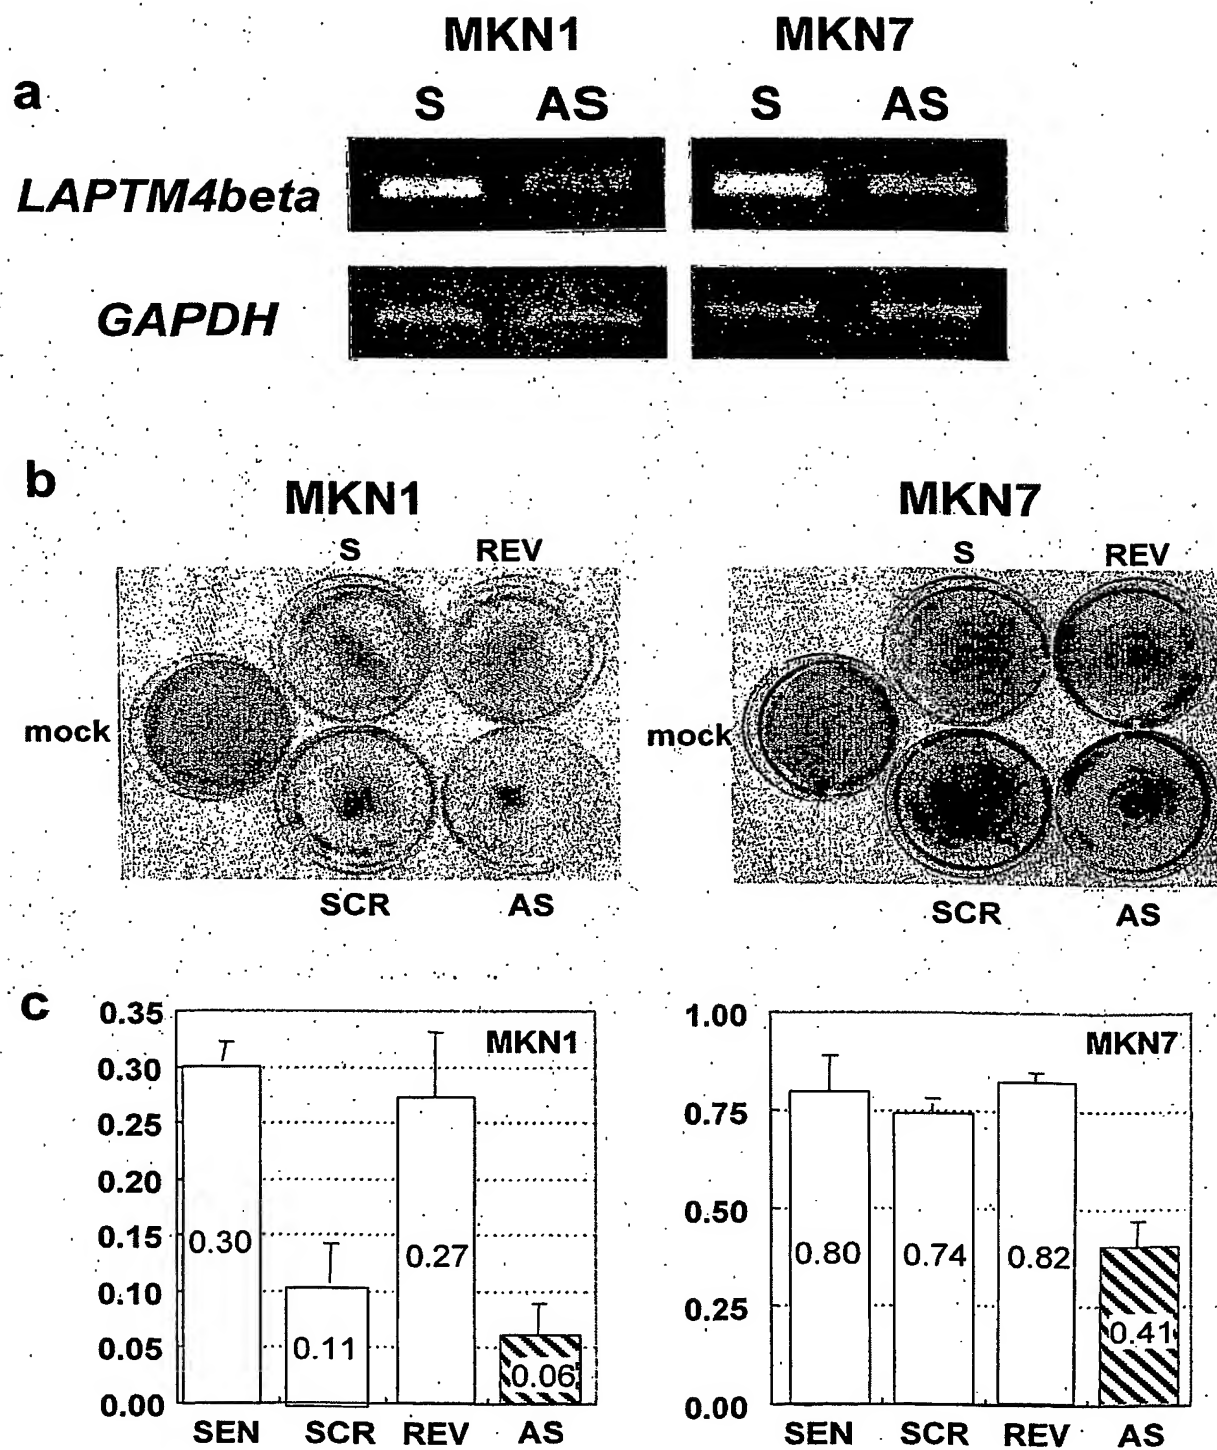 MKN1 MKN7
a
S AS S AS
LAPTM4beta
GAPDH
b
MKN1 MKN7
S REV S REV
mock mock
SCR AS SCR AS
c
0.35
0.30
0.25
0.20
0.15
0.10
0.05
0.00
MKN1
0.30 0.11 0.27 0.06
SEN SCR REV AS
1.00
0.75
0.50
0.25
0.00
MKN7
0.80 0.74 0.82 0.41
SEN SCR REV AS